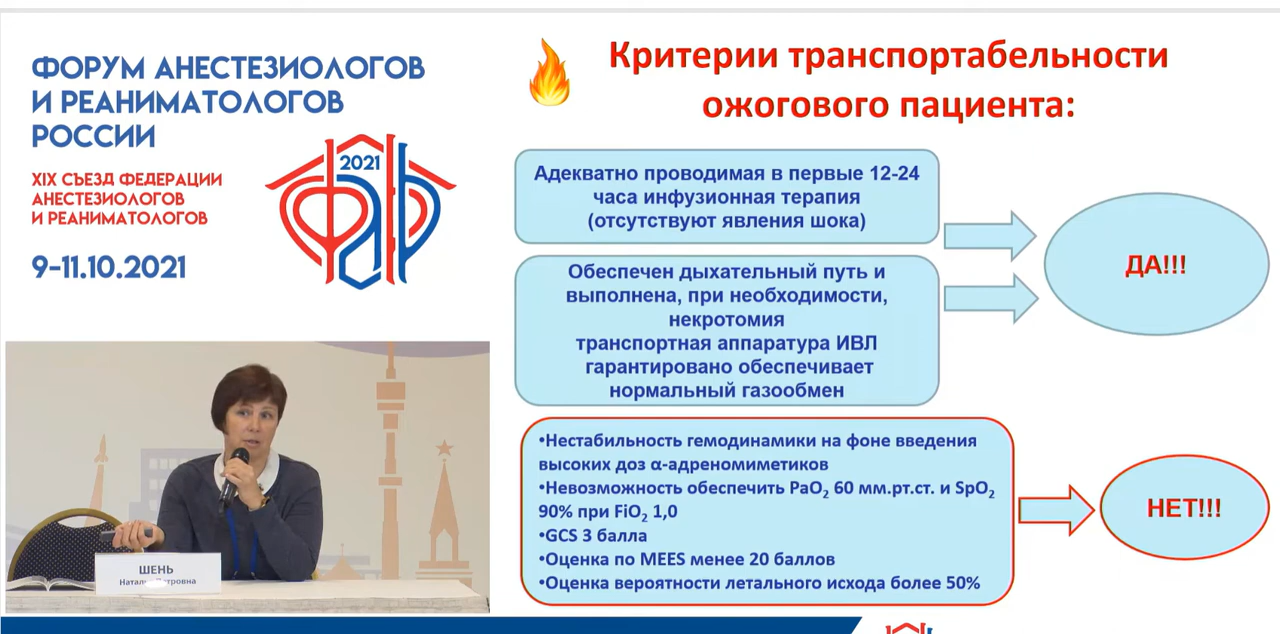 ФОРУМ АНЕСТЕЗИОЛОГОВ
И РЕАНИМАТОЛОГОВ
РОССИИ
XIX СЪЕЗД ФЕДЕРАЦИИ
АНЕСТЕЗИОЛОГОВ
И РЕАНИМАТОЛОГОВ
9-11.10.2021
2021
ФАР
ШЕНЬ
Наталья Петровна
Критерии транспортабельности
ожогового пациента:
Адекватно проводимая в первые 12-24
часа инфузионная терапия
(отсутствуют явления шока)
ДА!!!
Обеспечен дыхательный путь и
выполнена, при необходимости,
некротомия
транспортная аппаратура ИВЛ
гарантировано обеспечивает
нормальный газообмен
•Нестабильность гемодинамики на фоне введения
высоких доз α-адреномиметиков
•Невозможность обеспечить PaO₂ 60 мм.рт.ст. и SpO₂
90% при FiO₂ 1,0
•GCS 3 балла
•Оценка по MEES менее 20 баллов
•Оценка вероятности летального исхода более 50%
НЕТ!!!